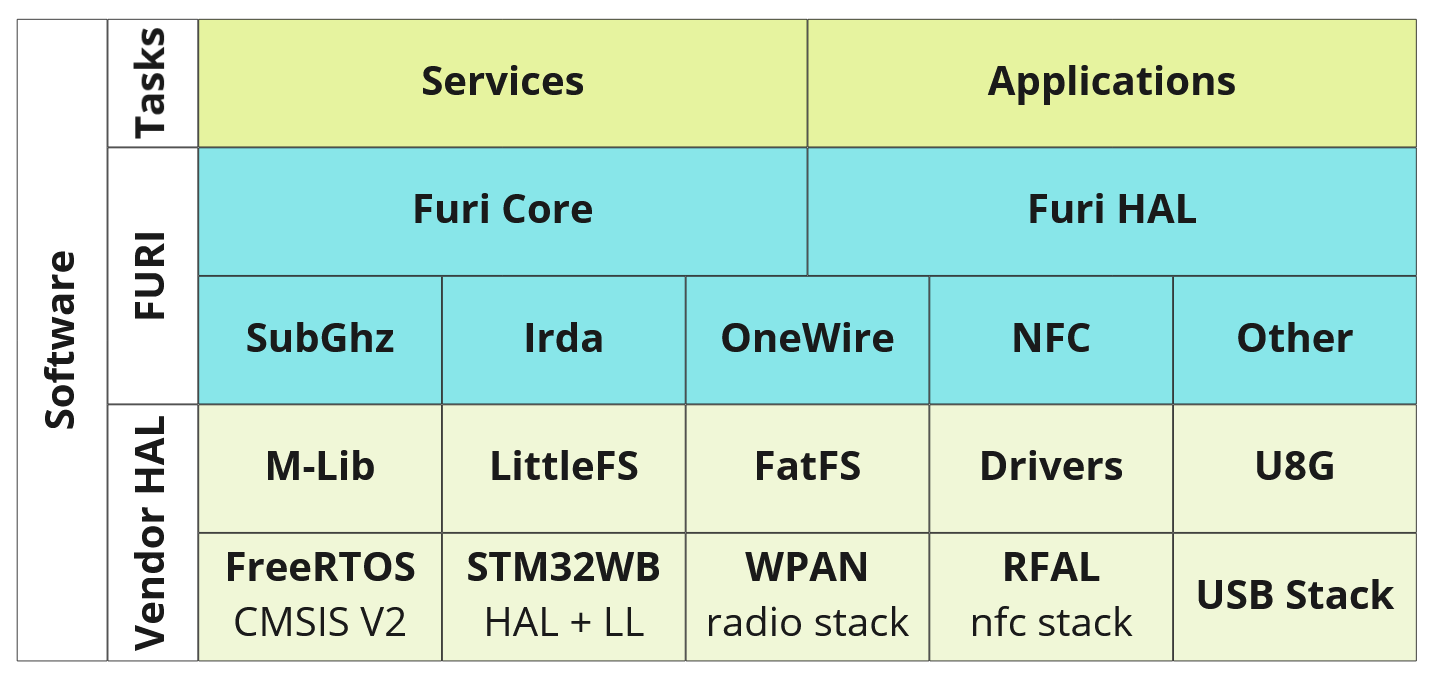 Software
Tasks
Services
Applications
FURI
Furi Core
Furi HAL
SubGhz
Irda
OneWire
NFC
Other
Vendor HAL
M-Lib
LittleFS
FatFS
Drivers
U8G
FreeRTOS
CMSIS V2
STM32WB
HAL + LL
WPAN
radio stack
RFAL
nfc stack
USB Stack